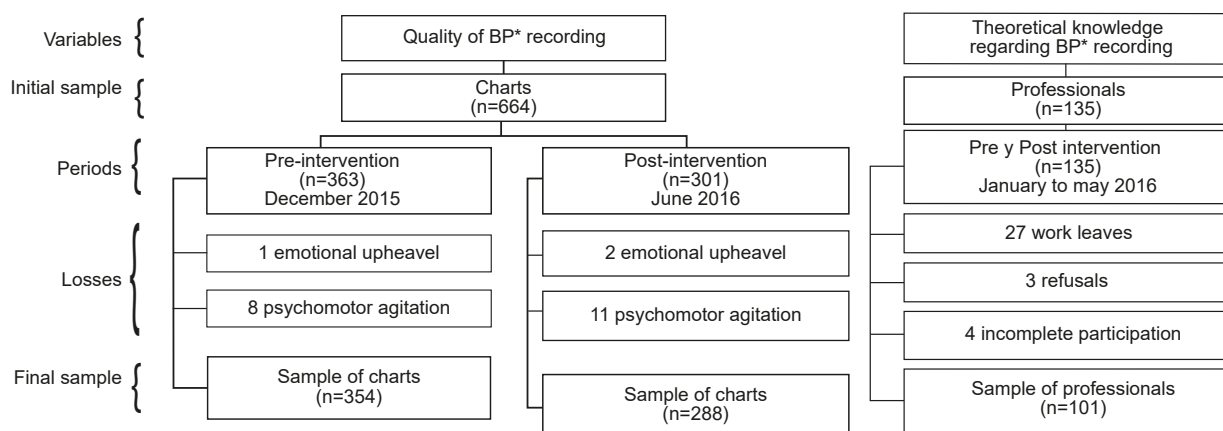 Variables
Quality of BP* recording
Theoretical knowledge
regarding BP* recording
Initial sample
Charts
(n=664)
Professionals
(n=135)
Periods
Pre-intervention
(n=363)
December 2015
Post-intervention
(n=301)
June 2016
Pre y Post intervention
(n=135)
January to may 2016
Losses
1 emotional upheavel
2 emotional upheavel
27 work leaves
8 psychomotor agitation
11 psychomotor agitation
3 refusals
4 incomplete participation
Final sample
Sample of charts
(n=354)
Sample of charts
(n=288)
Sample of professionals
(n=101)